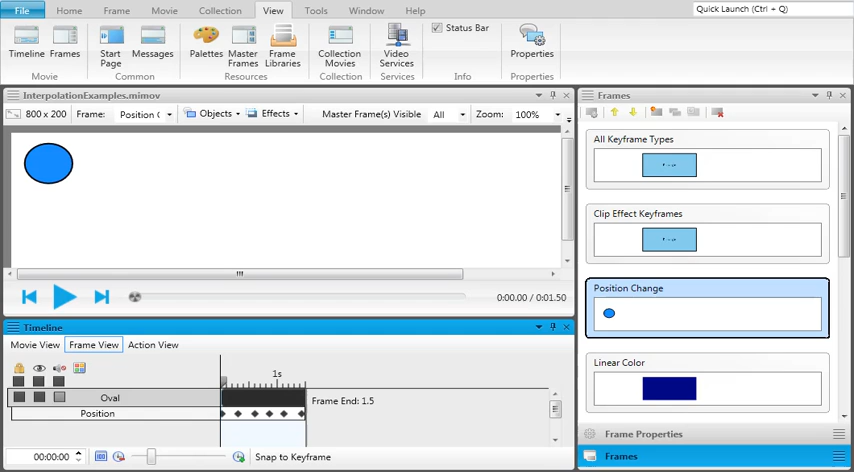 File Home Frame Movie Collection View Tools Window Help Quick Launch (Ctrl + Q)
Timeline Frames Start Page Messages Palettes Master Frames Frame Libraries Collection Movies Video Services Status Bar Properties
Movie Common Resources Collection Services Info Properties
InterpolationExamples.mimov
800 x 200 Frame: Position ( Objects Effects Master Frame(s) Visible All Zoom: 100%
0:00.00 / 0:01.50
Timeline
Movie View Frame View Action View
1s
Oval
Frame End: 1.5
Position
00:00:00 Snap to Keyframe
Frames
All Keyframe Types
Clip Effect Keyframes
Position Change
Linear Color
Frame Properties
Frames